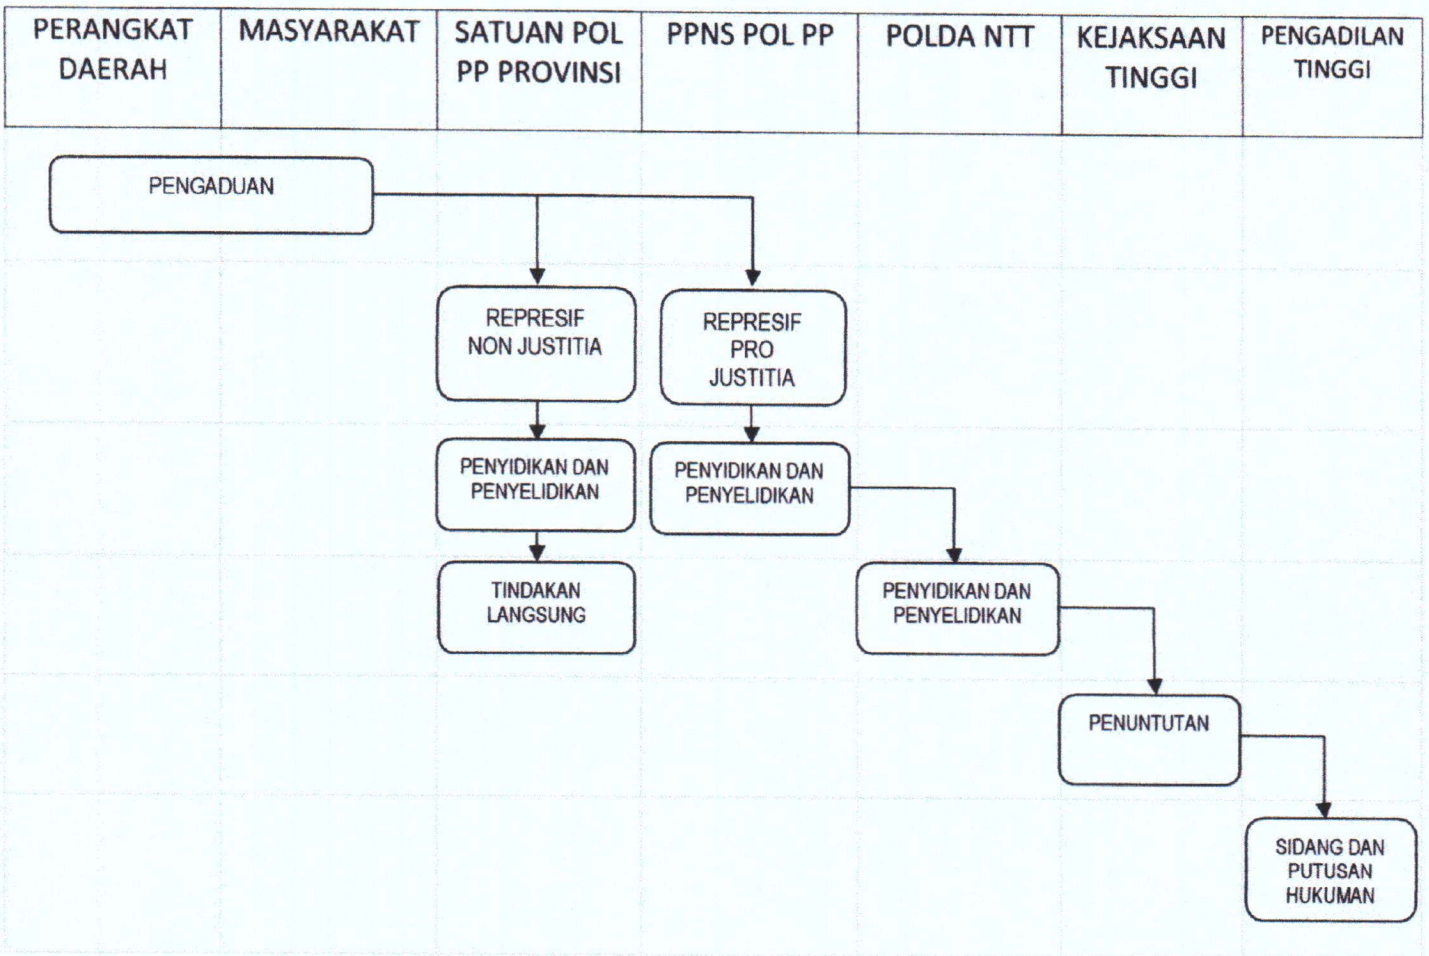 PERANGKAT
DAERAH
MASYARAKAT
SATUAN POL
PP PROVINSI
PPNS POL PP
POLDA NTT
KEJAKSAAN
TINGGI
PENGADILAN
TINGGI
PENGADUAN
REPRESIF
NON JUSTITIA
REPRESIF
PRO
JUSTITIA
PENYIDIKAN DAN
PENYELIDIKAN
PENYIDIKAN DAN
PENYELIDIKAN
TINDAKAN
LANGSUNG
PENYIDIKAN DAN
PENYELIDIKAN
PENUNTUTAN
SIDANG DAN
PUTUSAN
HUKUMAN